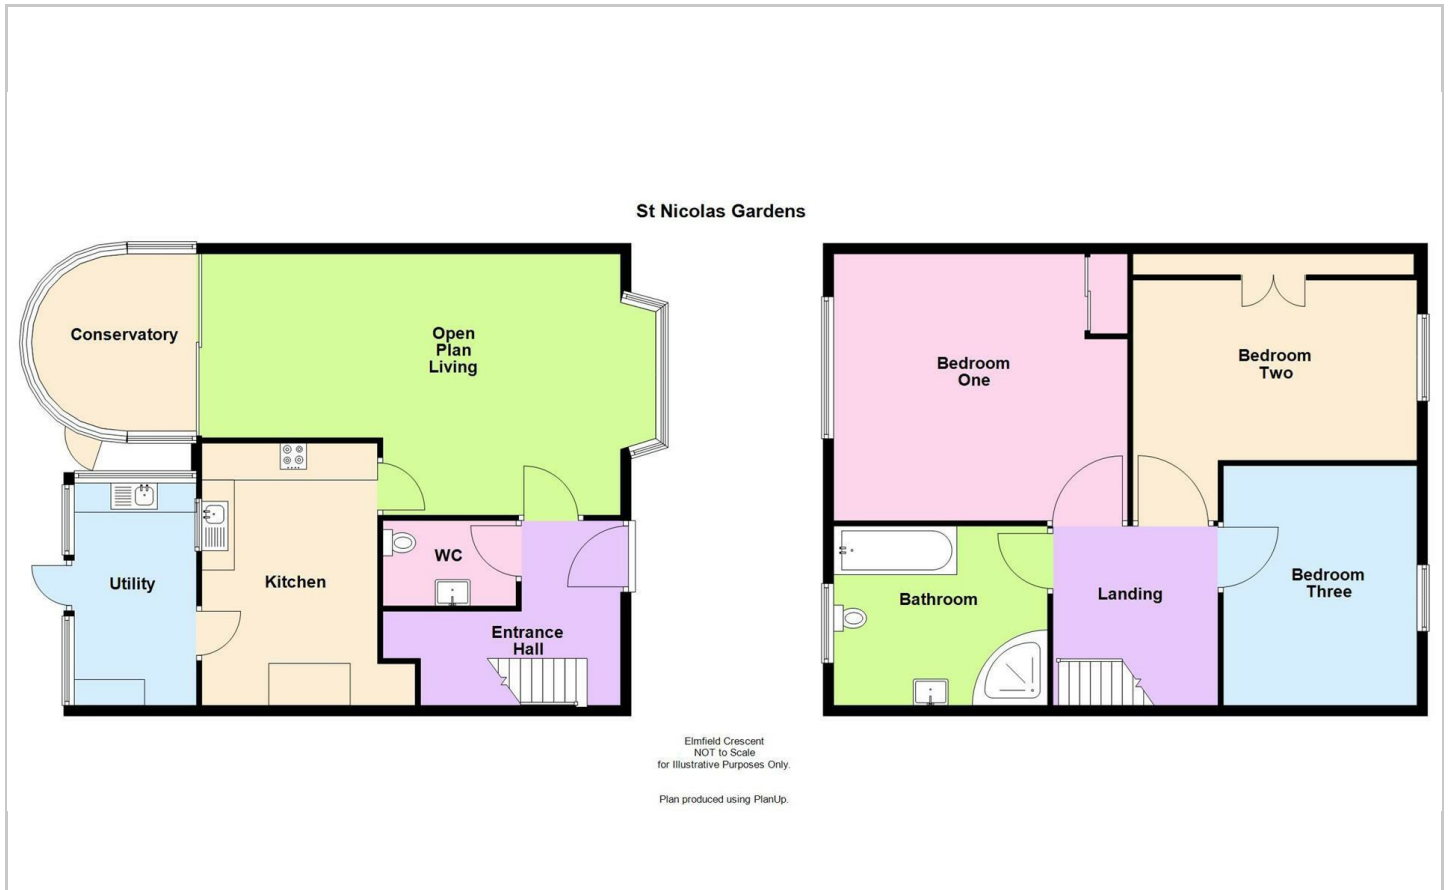 St Nicolas Gardens
Conservatory
Open
Plan
Living
Utility
Kitchen
WC
Entrance
Hall
Bedroom
One
Bedroom
Two
Bathroom
Landing
Bedroom
Three
Elmfield Crescent
NOT to Scale
for Illustrative Purposes Only.
Plan produced using PlanUp.